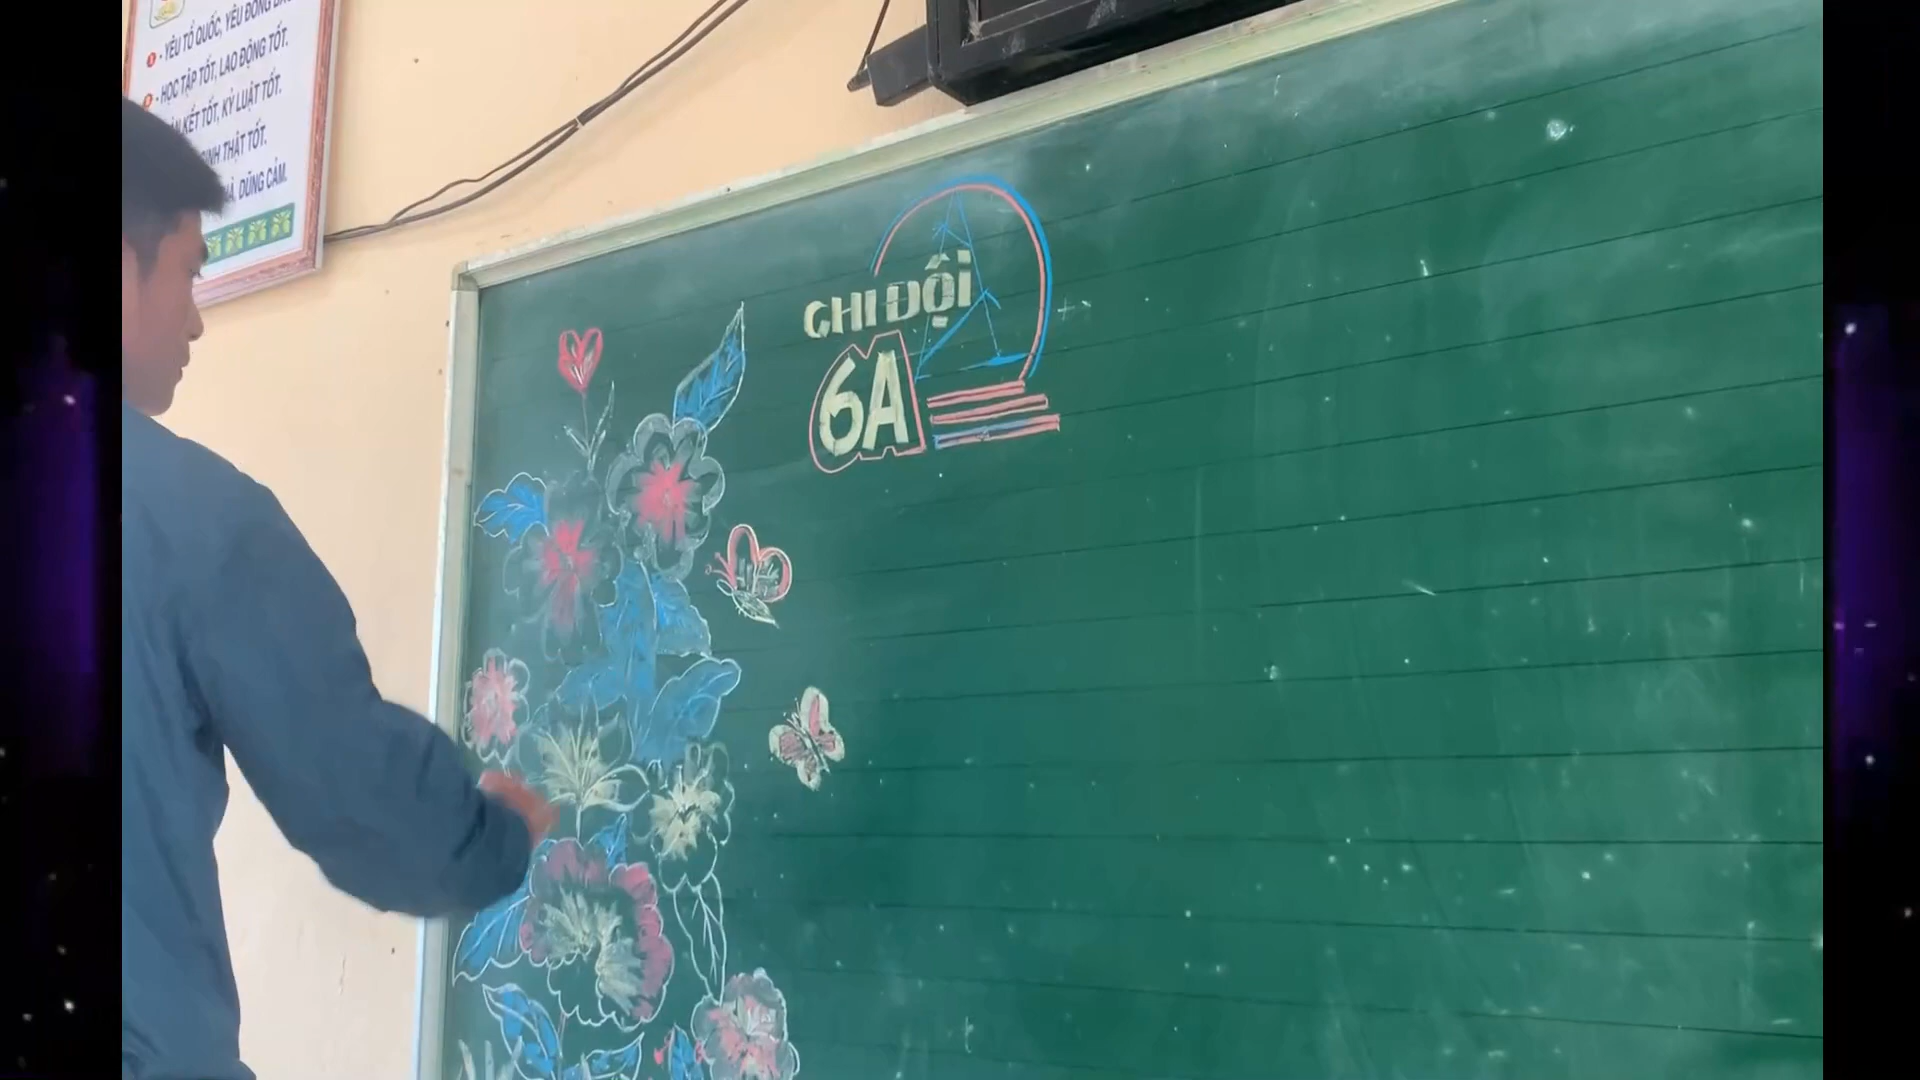 - YÊU TỔ QUỐC, YÊU ĐỒNG BÀO
- HỌC TẬP TỐT, LAO ĐỘNG TỐT.
KẾT TỐT, KỶ LUẬT TỐT.
SINH THẬT TỐT.
DŨNG CẢM.
CHI ĐỘI
6A